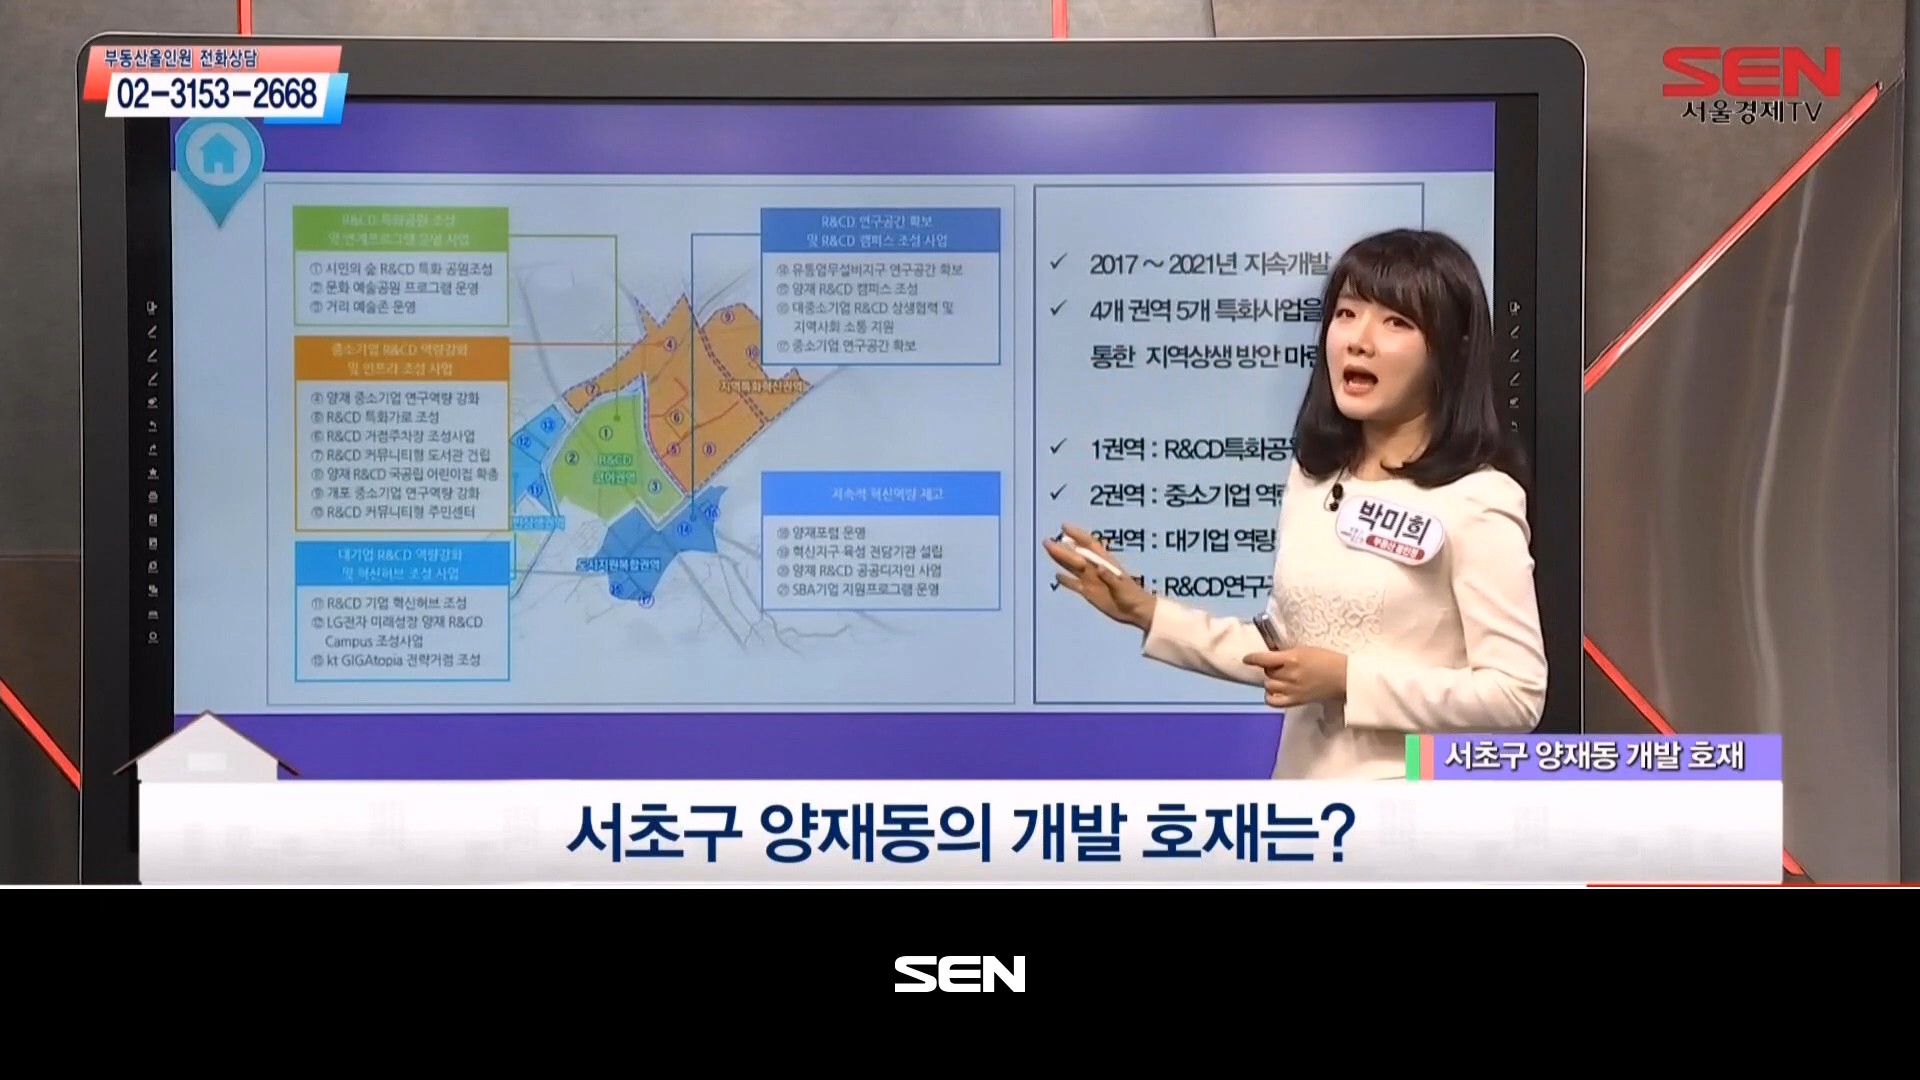 부동산올인원 전화상담
02-3153-2668
SEN
서울경제TV
R&CD 특화공원 조성
및 연계프로그램 운영 사업
① 시민의 숲 R&CD 특화 공원조성
② 문화 예술공원 프로그램 운영
③ 거리 예술존 운영
중소기업 R&CD 역량강화
및 인프라 조성 사업
④ 양재 중소기업 연구역량 강화
⑤ R&CD 특화가로 조성
⑥ R&CD 거점주차장 조성사업
⑦ R&CD 커뮤니티형 도서관 건립
⑧ 양재 R&CD 국공립 어린이집 확충
⑨ 개포 중소기업 연구역량 강화
⑩ R&CD 커뮤니티형 주민센터
대기업 R&CD 역량강화
및 혁신허브 조성 사업
⑪ R&CD 기업 혁신허브 조성
⑫ LG전자 미래성장 양재 R&CD
Campus 조성사업
⑬ kt GIGAtopia 전략거점 조성
R&CD 연구공간 확보
및 R&CD 캠퍼스 조성 사업
⑭ 유통업무설비지구 연구공간 확보
⑮ 양재 R&CD 캠퍼스 조성
⑯ 대중소기업 R&CD 상생협력 및
지역사회 소통 지원
⑰ 중소기업 연구공간 확보
지속적 혁신역량 제고
⑱ 양재포럼 운영
⑲ 혁신지구 육성 전담기관 설립
⑳ 양재 R&CD 공공디자인 사업
㉑ SBA기업 지원프로그램 운영
지역특화혁신권역
R&CD
코어권역
도시지원복합권역
2017 ~ 2021년 지속개발
4개 권역 5개 특화사업을
통한 지역상생 방안
1권역 : R&CD특화공
2권역 : 중소기업
3권역 : 대기업 역량
R&CD연구
박미희
서초구 양재동 개발 호재
서초구 양재동의 개발 호재는?
SEN